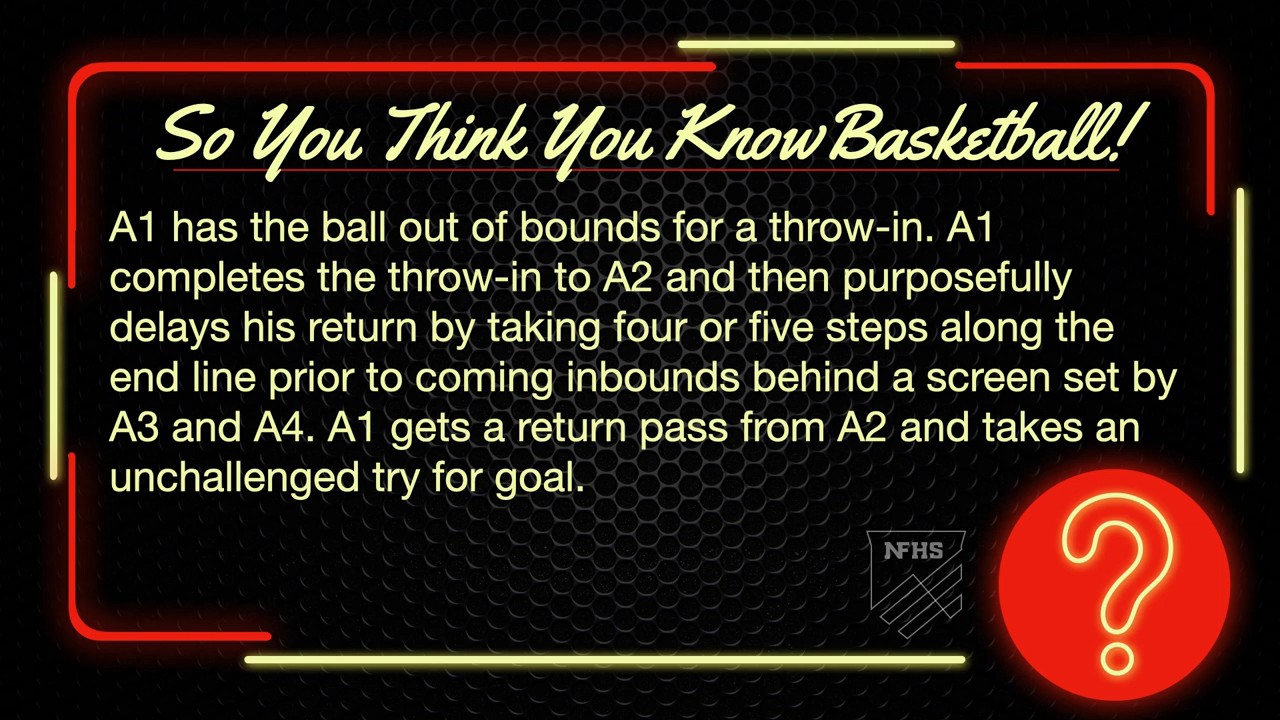 So You Think You Know Basketball!
A1 has the ball out of bounds for a throw-in. A1
completes the throw-in to A2 and then purposefully
delays his return by taking four or five steps along the
end line prior to coming inbounds behind a screen set by
A3 and A4. A1 gets a return pass from A2 and takes an
unchallenged try for goal.
NFHS
?